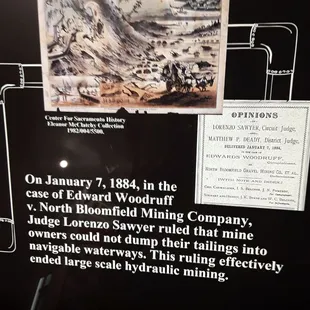 Center For Sacramento History
Eleanor McClatchy Collection
1982/004/5500.
OPINIONS
LORENZO SAWYER, Circuit Judge,
MATTHEW P. DEADY, District Judge,
DELIVERED JANUARY 7, 1884,
EDWARDS WOODRUFF,
NORTH BLOOMFIELD GRAVEL MINING CO. ET AL.
On January 7, 1884, in the
case of Edward Woodruff
v. North Bloomfield Mining Company,
Judge Lorenzo Sawyer ruled that mine
owners could not dump their tailings into
navigable waterways. This ruling effectively
ended large scale hydraulic mining.